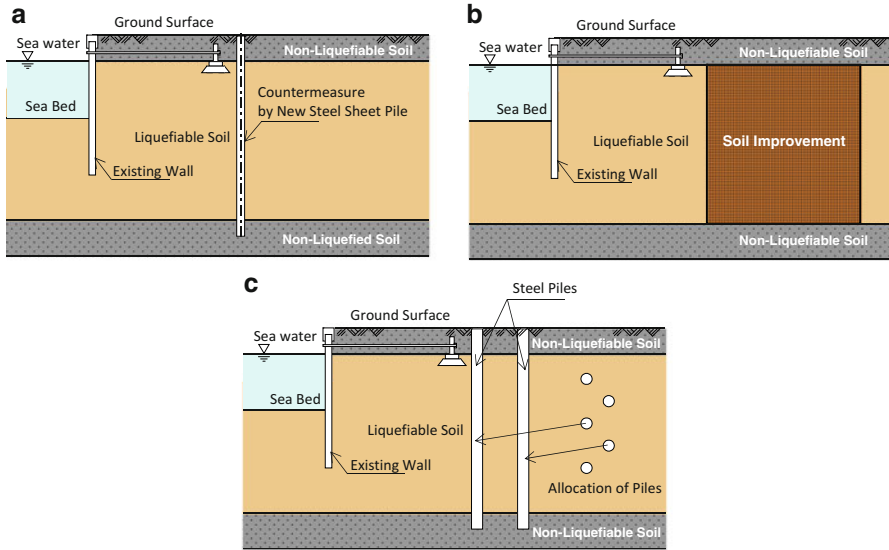 a
Ground Surface
Sea water
Non-Liquefiable Soil
Countermeasure
by New Steel Sheet Pile
Sea Bed
Liquefiable Soil
Existing Wall
Non-Liquefied Soil
b
Ground Surface
Sea water
Non-Liquefiable Soil
Sea Bed
Liquefiable Soil
Soil Improvement
Existing Wall
Non-Liquefiable Soil
c
Steel Piles
Ground Surface
Sea water
Non-Liquefiable Soil
Sea Bed
Liquefiable Soil
Existing Wall
Allocation of Piles
Non-Liquefiable Soil